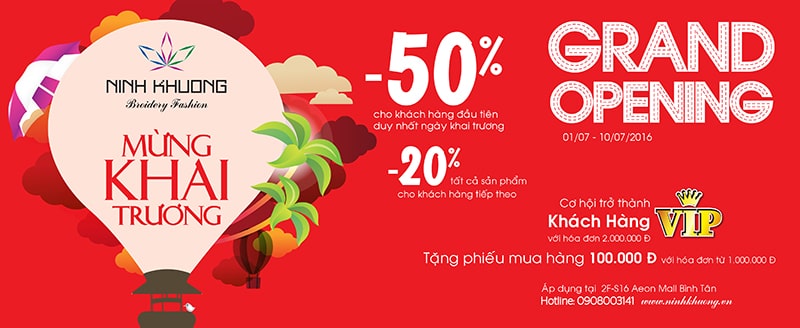 NINH KHUONG
Broidery Fashion
MỪNG
KHAI
TRƯƠNG
-50%
cho khách hàng đầu tiên
duy nhất ngày khai trương
-20%
tất cả sản phẩm
cho khách hàng tiếp theo
GRAND
OPENING
01/07 - 10/07/2016
Cơ hội trở thành
Khách Hàng VIP
với hóa đơn 2.000.000 Đ
Tặng phiếu mua hàng 100.000 Đ với hóa đơn từ 1.000.000 Đ
Áp dụng tại 2F-S16 Aeon Mall Bình Tân
Hotline: 0908003141 www.ninhkhuong.vn